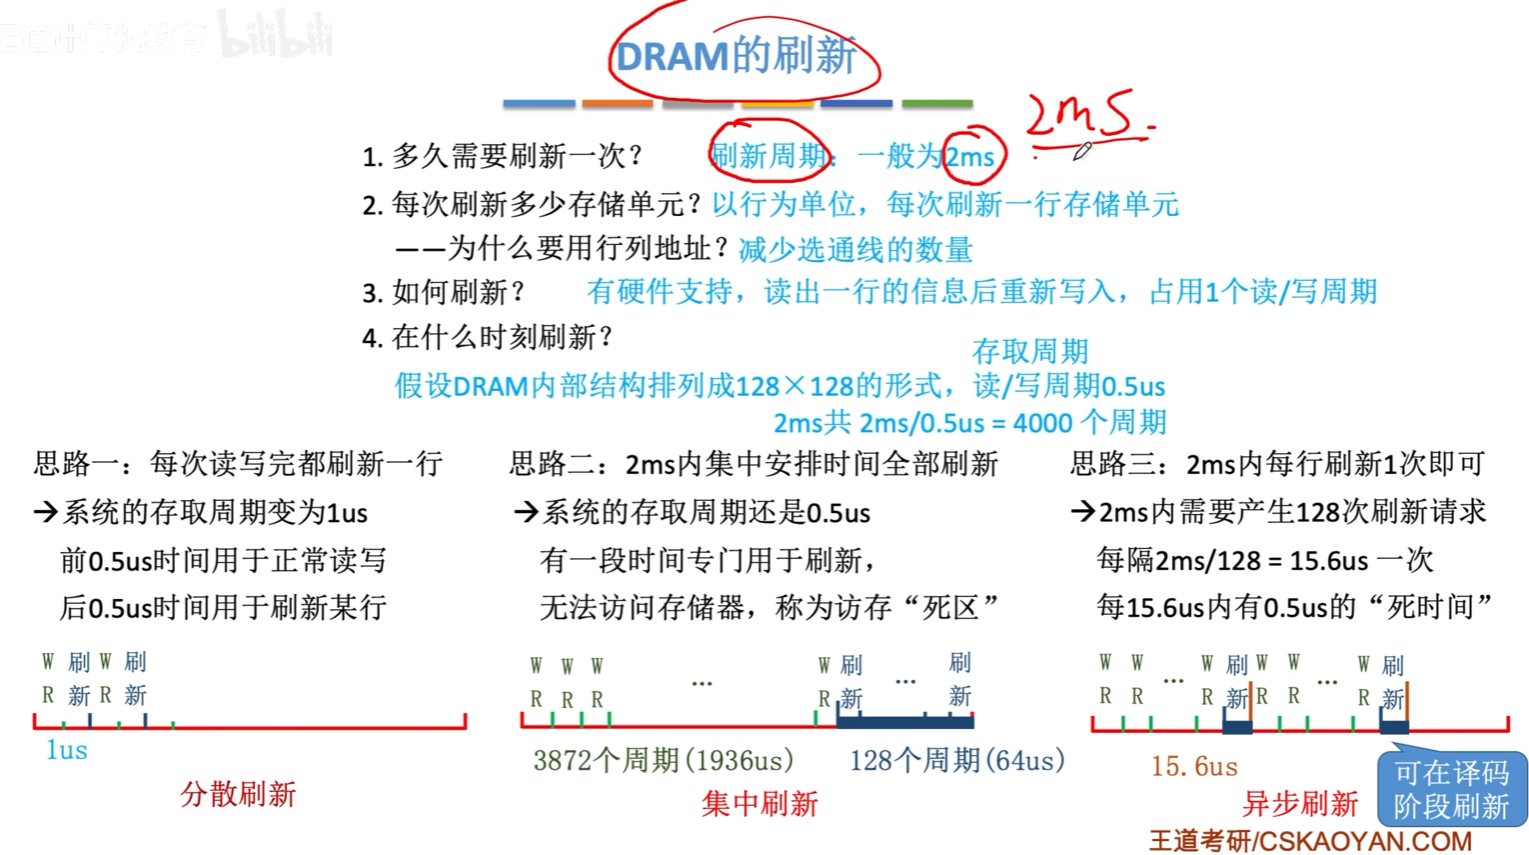 王道计算机教育 bilibili
DRAM的刷新
2ms
1. 多久需要刷新一次？ 刷新周期：一般为2ms
2. 每次刷新多少存储单元？以行为单位，每次刷新一行存储单元
——为什么要用行列地址？减少选通线的数量
3. 如何刷新？ 有硬件支持，读出一行的信息后重新写入，占用1个读/写周期
4. 在什么时刻刷新？
存取周期
假设DRAM内部结构排列成128×128的形式，读/写周期0.5us
2ms共 2ms/0.5us = 4000 个周期
思路一：每次读写完都刷新一行
→系统的存取周期变为1us
前0.5us时间用于正常读写
后0.5us时间用于刷新某行
W 刷 W 刷
R 新 R 新
1us
分散刷新
思路二：2ms内集中安排时间全部刷新
→系统的存取周期还是0.5us
有一段时间专门用于刷新，
无法访问存储器，称为访存“死区”
W W W ... W 刷 ... 刷
R R R R 新 新
3872个周期(1936us) 128个周期(64us)
集中刷新
思路三：2ms内每行刷新1次即可
→2ms内需要产生128次刷新请求
每隔2ms/128 = 15.6us 一次
每15.6us内有0.5us的“死时间”
W W ... W 刷 W W ... W 刷
R R R 新 R R R 新
15.6us
异步刷新
可在译码
阶段刷新
王道考研/CSKAOYAN.COM